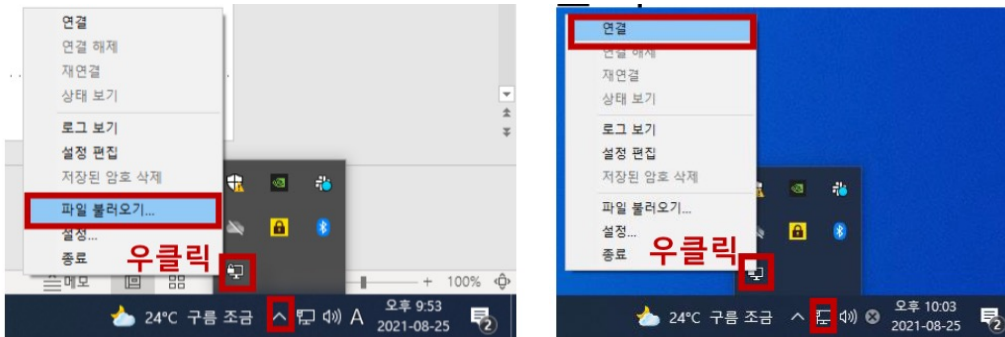 연결
연결 해제
재연결
상태 보기
로그 보기
설정 편집
저장된 암호 삭제
파일 불러오기...
설정...
종료
우클릭
메모
100%
24°C 구름 조금
A
오후 9:53
2021-08-25
2
연결
연결 해제
재연결
상태 보기
로그 보기
설정 편집
저장된 암호 삭제
파일 불러오기...
설정...
종료
우클릭
24°C 구름 조금
오후 10:03
2021-08-25
2